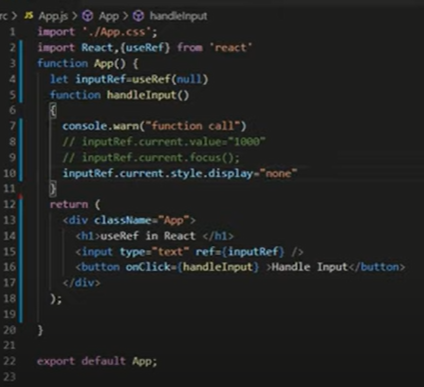 rc > JS App.js > App > handleInput
1 import './App.css';
2 import React,{useRef} from 'react'
3 function App() {
4 let inputRef=useRef(null)
5 function handleInput()
6 {
7 console.warn("function call")
8 // inputRef.current.value="1000"
9 // inputRef.current.focus();
10 inputRef.current.style.display="none"
11 }
12 return (
13 <div className="App">
14 <h1>useRef in React </h1>
15 <input type="text" ref={inputRef} />
16 <button onClick={handleInput} >Handle Input</button>
17 </div>
18 );
19
20 }
21
22 export default App;
23